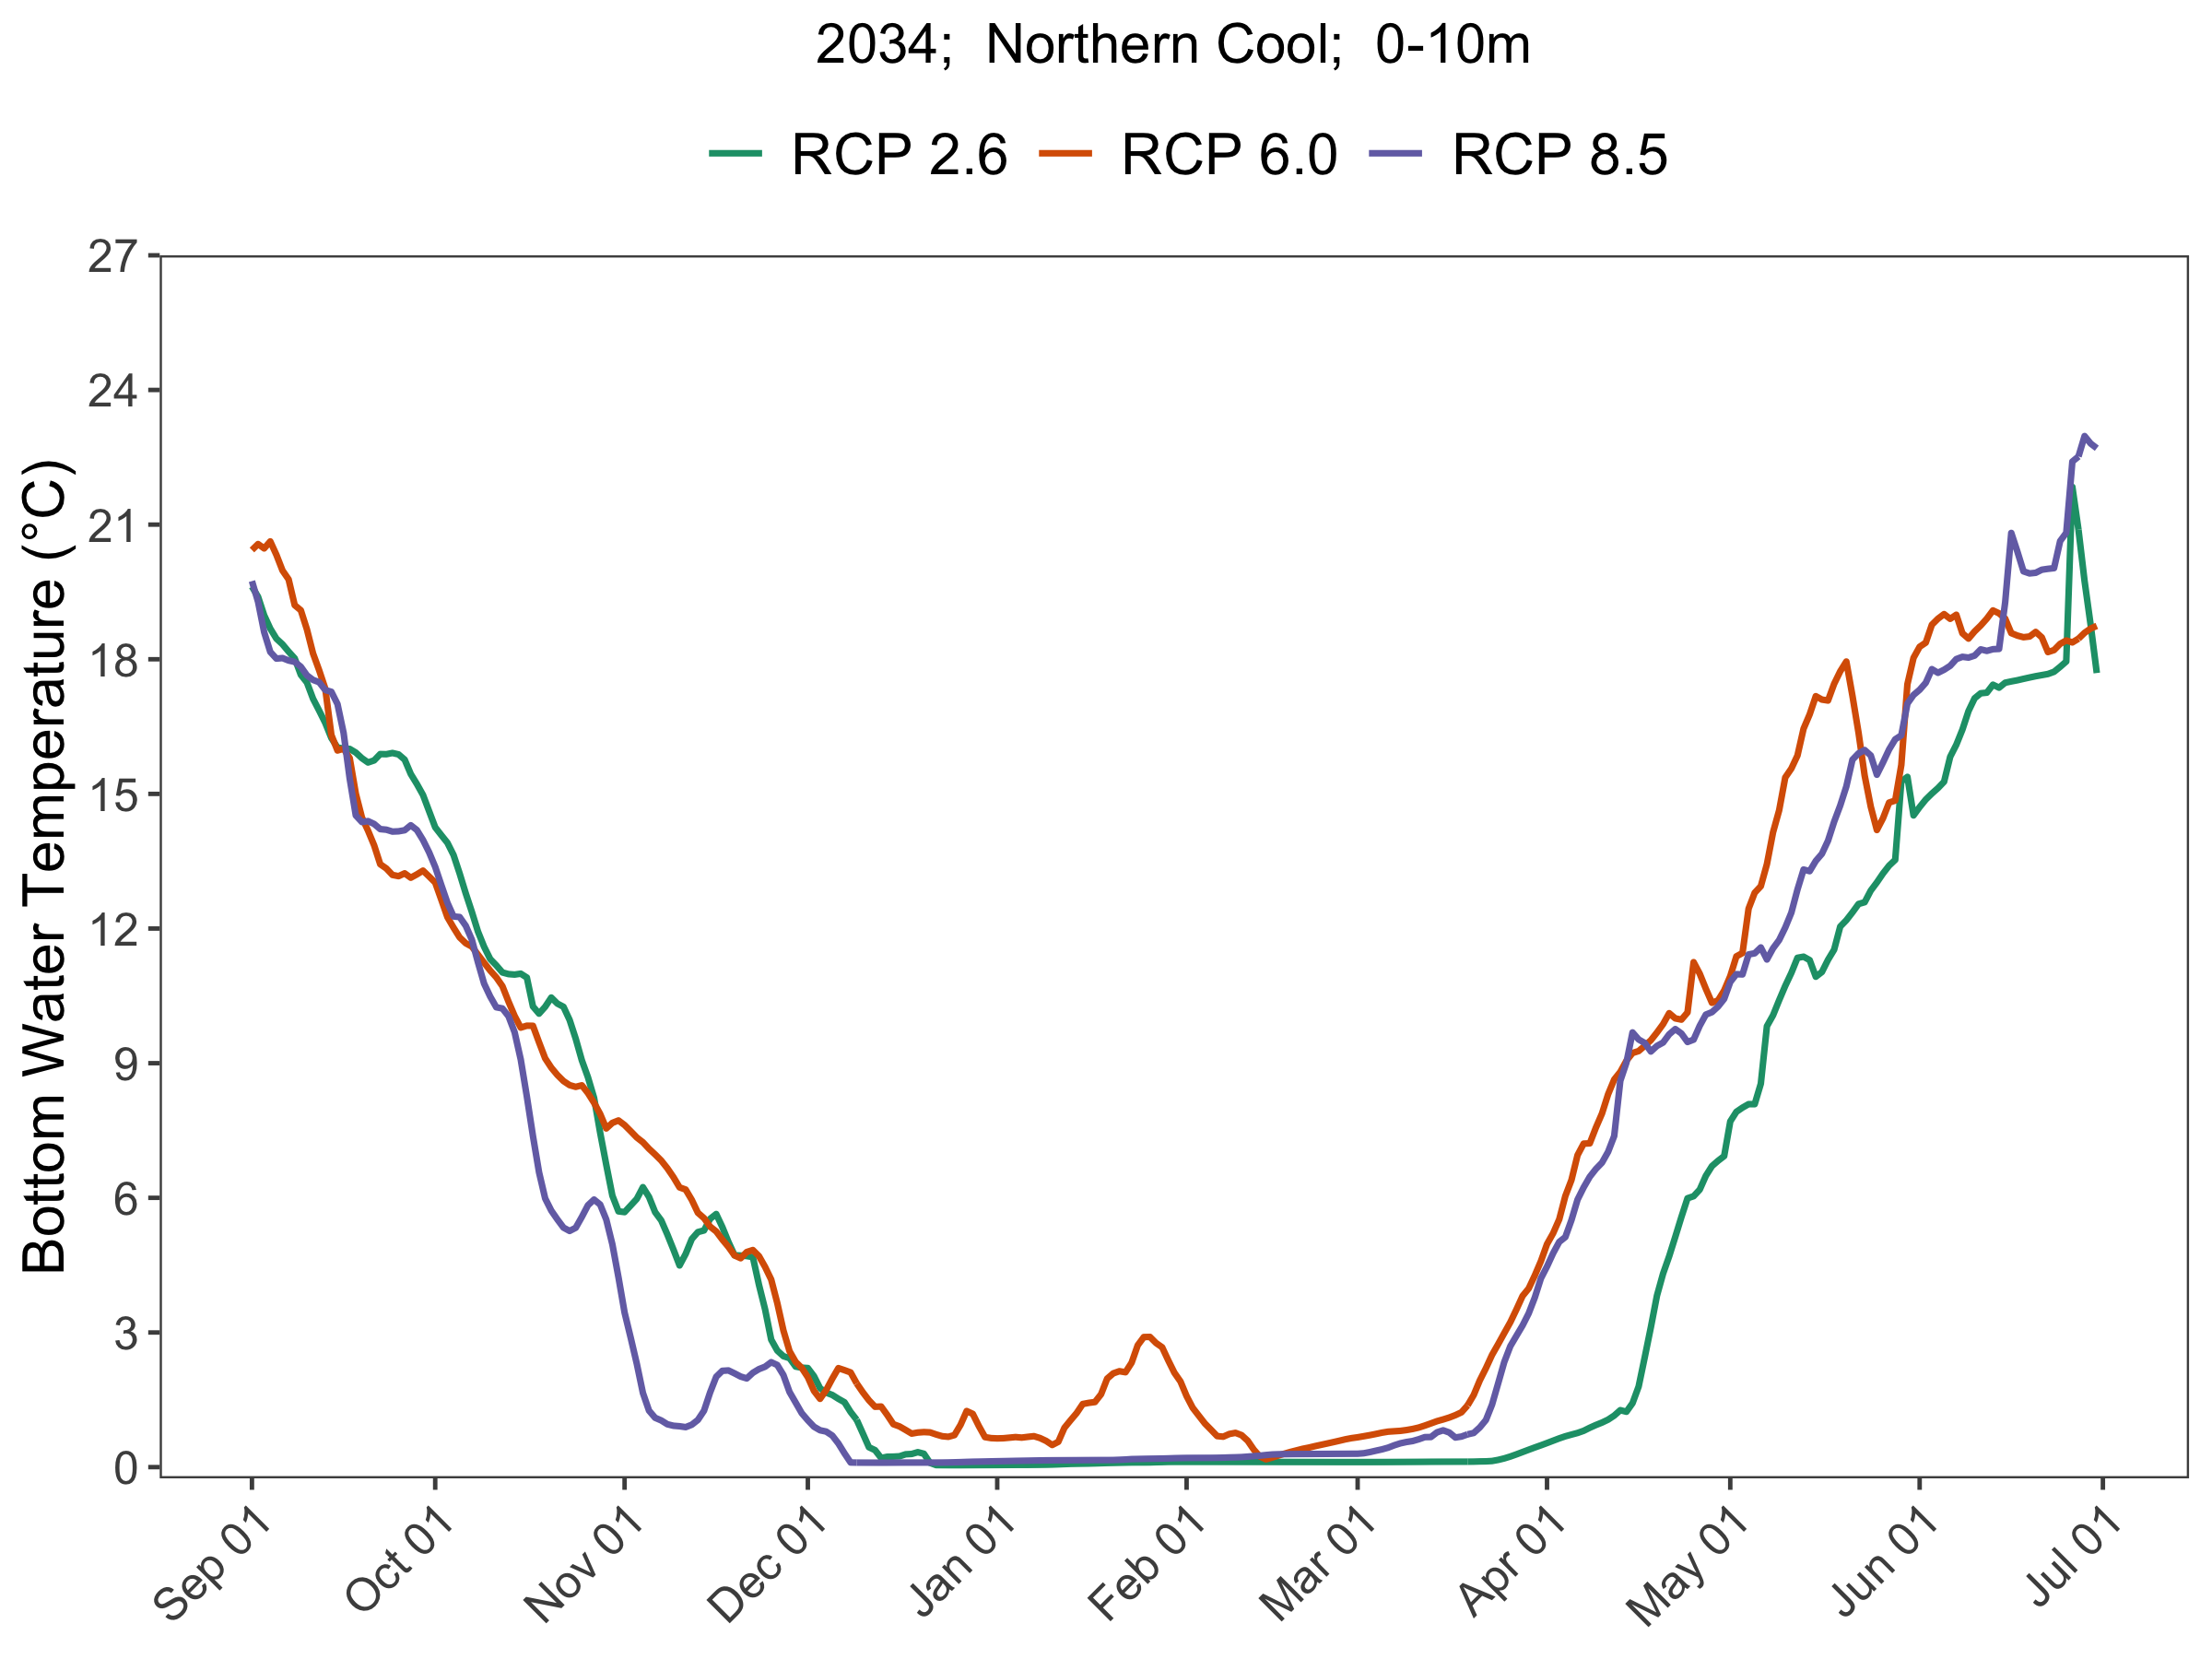 2034;  Northern Cool;  0-10m
RCP 2.6 RCP 6.0 RCP 8.5
Bottom Water Temperature (°C)
27
24
21
18
15
12
9
6
3
0
Sep 01 Oct 01 Nov 01 Dec 01 Jan 01 Feb 01 Mar 01 Apr 01 May 01 Jun 01 Jul 01